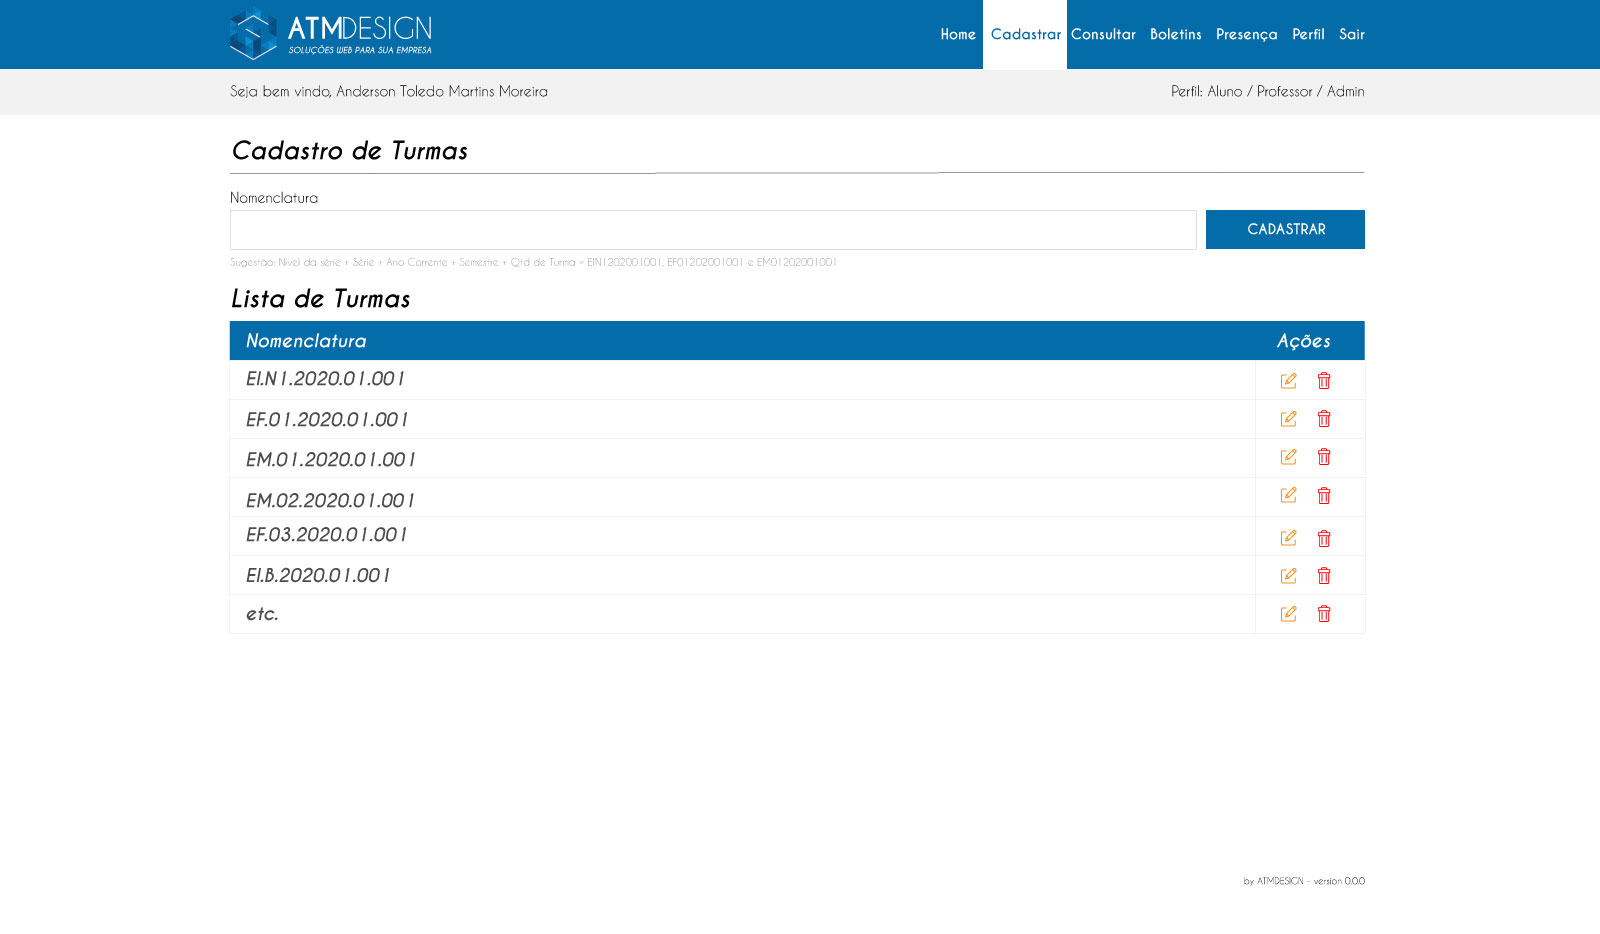 ATMDESIGN
SOLUÇÕES WEB PARA SUA EMPRESA
Home Cadastrar Consultar Boletins Presença Perfil Sair
Seja bem vindo, Anderson Toledo Martins Moreira
Perfil: Aluno / Professor / Admin
Cadastro de Turmas
Nomenclatura
CADASTRAR
Sugestão: Nível da série + Série + Ano Corrente + Semestre + Qtd de Turma = EIN1202001001, EF01202001001 e EM01202001001
Lista de Turmas
Nomenclatura Ações
EI.N1.2020.01.001
EF.01.2020.01.001
EM.01.2020.01.001
EM.02.2020.01.001
EF.03.2020.01.001
EI.B.2020.01.001
etc.
by ATMDESIGN - version 0.0.0